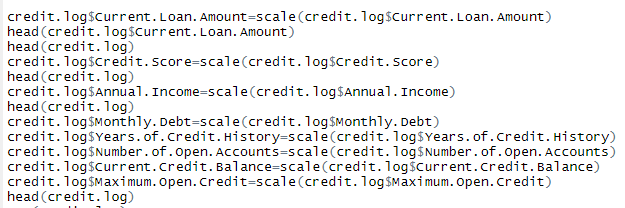 credit.log$Current.Loan.Amount=scale(credit.log$Current.Loan.Amount)
head(credit.log$Current.Loan.Amount)
head(credit.log)
credit.log$Credit.Score=scale(credit.log$Credit.Score)
head(credit.log)
credit.log$Annual.Income=scale(credit.log$Annual.Income)
head(credit.log)
credit.log$Monthly.Debt=scale(credit.log$Monthly.Debt)
credit.log$Years.of.Credit.History=scale(credit.log$Years.of.Credit.History)
credit.log$Number.of.Open.Accounts=scale(credit.log$Number.of.Open.Accounts)
credit.log$Current.Credit.Balance=scale(credit.log$Current.Credit.Balance)
credit.log$Maximum.Open.Credit=scale(credit.log$Maximum.Open.Credit)
head(credit.log)